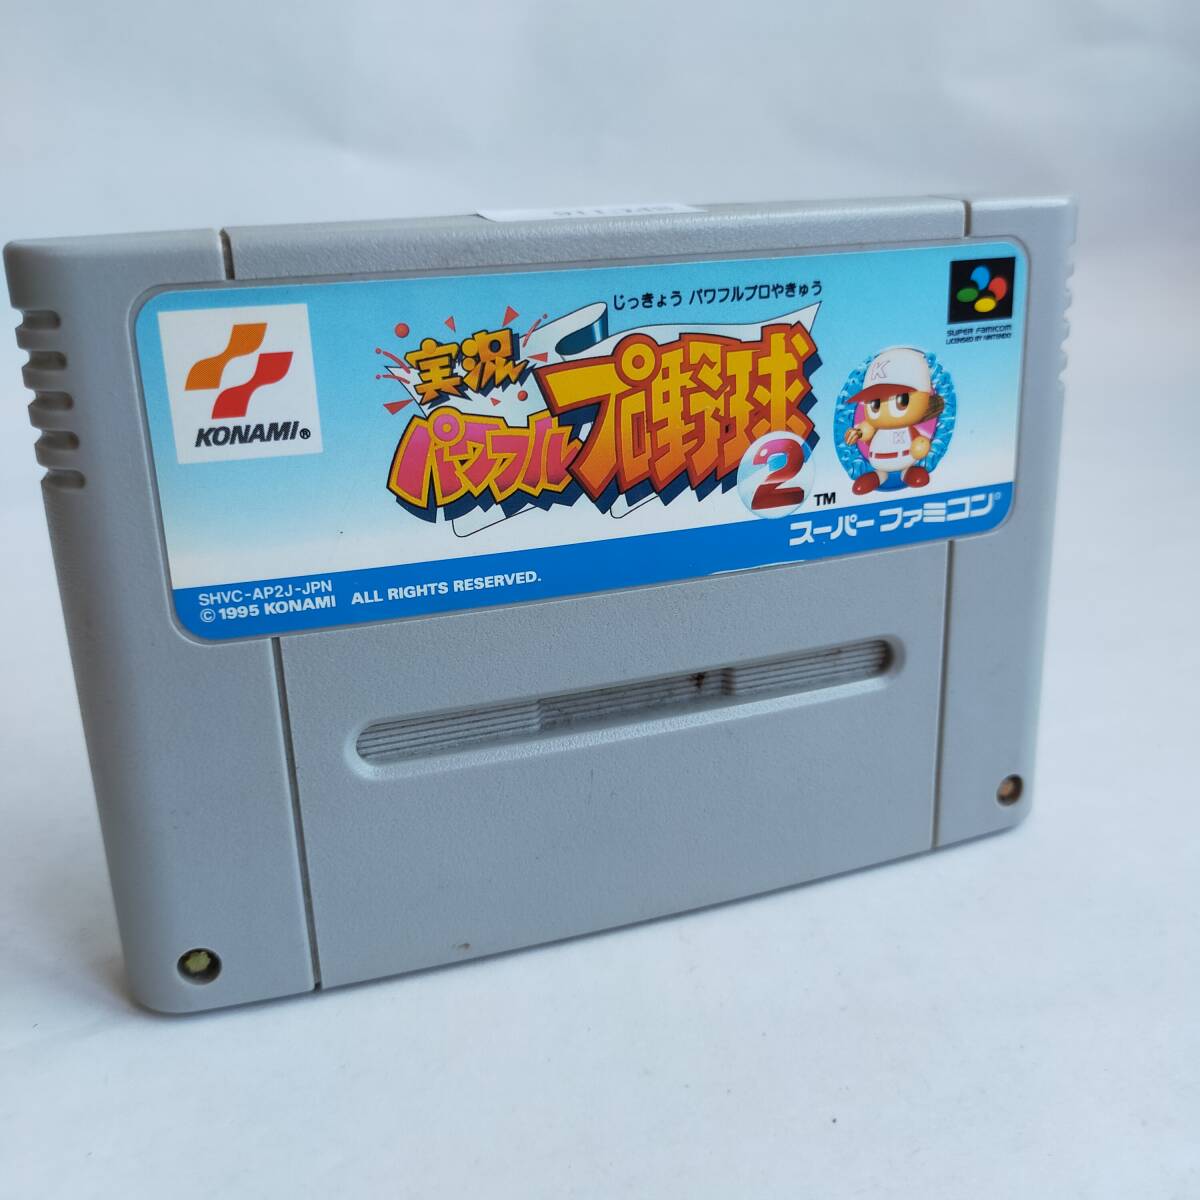 KONAMI®
じっきょう パワフルプロやきゅう
実況
パワフルプロ野球2
TM
K
K
SUPER FAMICOM
LICENSED BY NINTENDO
スーパーファミコン®
SHVC-AP2J-JPN
© 1995 KONAMI ALL RIGHTS RESERVED.